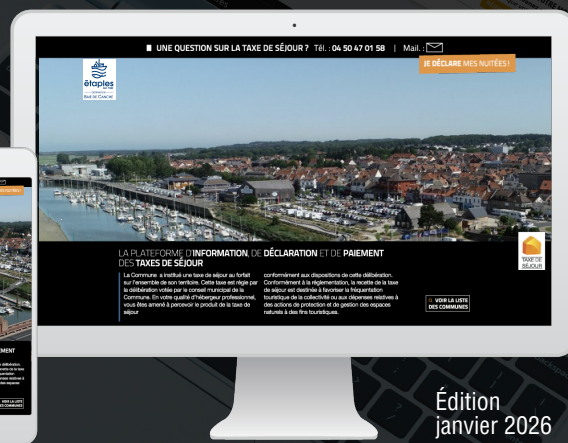 UNE QUESTION SUR LA TAXE DE SÉJOUR ? Tél. : 04 50 47 01 58 | Mail. :
JE DÉCLARE MES NUITÉES !
étaples
BAIE DE CANCHE
LA PLATEFORME D'INFORMATION, DE DÉCLARATION ET DE PAIEMENT
DES TAXES DE SÉJOUR
La Commune a institué une taxe de séjour au forfait
sur l'ensemble de son territoire. Cette taxe est régie par
la délibération votée par le conseil municipal de la
Commune. En votre qualité d'hébergeur professionnel,
vous êtes amené à percevoir le produit de la taxe de
séjour
conformément aux dispositions de cette délibération.
Conformément à la réglementation, la recette de la taxe
de séjour est destinée à favoriser la fréquentation
touristique de la collectivité ou aux dépenses relatives à
des actions de protection et de gestion des espaces
naturels à des fins touristiques.
TAXE DE
SÉJOUR
VOIR LA LISTE
DES COMMUNES
VOIR LA LISTE
DES COMMUNES
Édition
janvier 2026